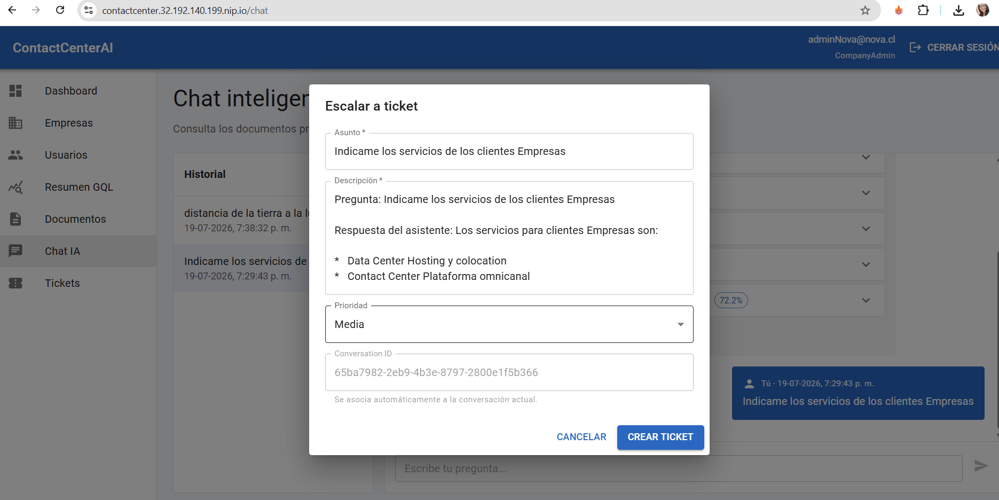 contactcenter.32.192.140.199.nip.io/chat
ContactCenterAI
adminNova@nova.cl
CompanyAdmin
CERRAR SESIÓN
Dashboard
Empresas
Usuarios
Resumen GQL
Documentos
Chat IA
Tickets
Chat inteligen
Consulta los documentos pr
Historial
distancia de la tierra a la lu
19-07-2026, 7:38:32 p. m.
Indicame los servicios de
19-07-2026, 7:29:43 p. m.
Escalar a ticket
Asunto *
Indicame los servicios de los clientes Empresas
Descripción *
Pregunta: Indicame los servicios de los clientes Empresas
Respuesta del asistente: Los servicios para clientes Empresas son:
* Data Center Hosting y colocation
* Contact Center Plataforma omnicanal
Prioridad
Media
Conversation ID
65ba7982-2eb9-4b3e-8797-2800e1f5b366
Se asocia automáticamente a la conversación actual.
CANCELAR
CREAR TICKET
72.2%
Tú · 19-07-2026, 7:29:43 p. m.
Indicame los servicios de los clientes Empresas
Escribe tu pregunta...